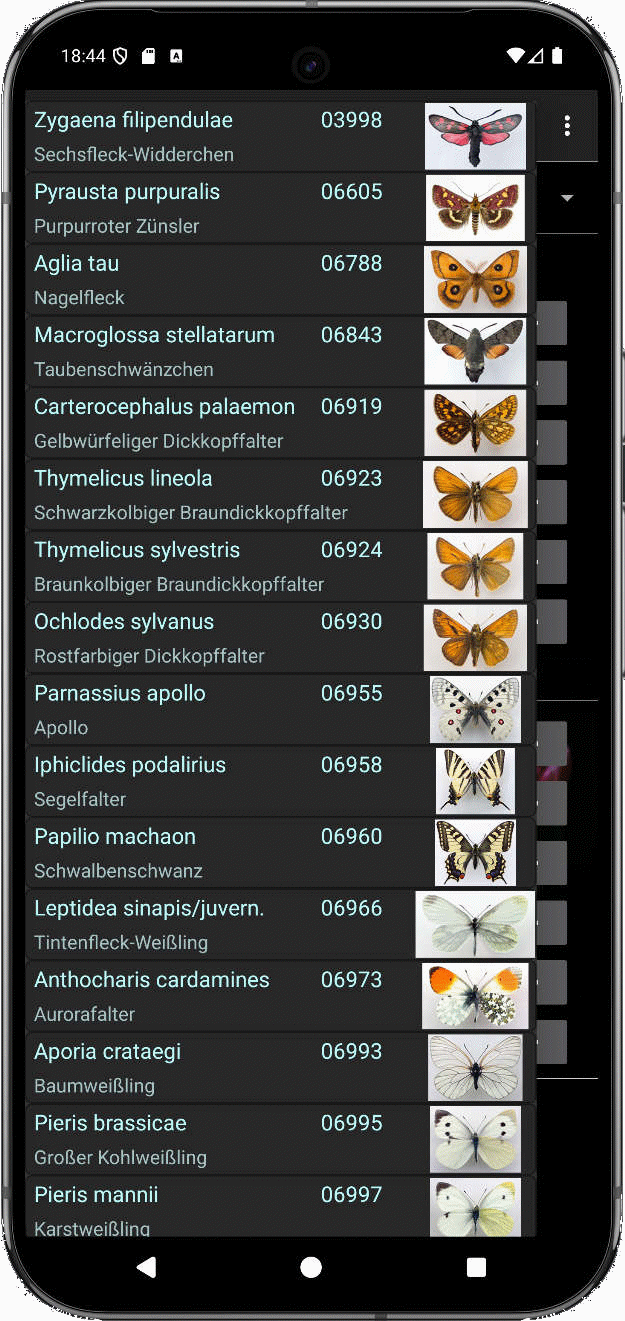 18:44
Zygaena filipendulae 03998
Sechsfleck-Widderchen
Pyrausta purpuralis 06605
Purpurroter Zünsler
Aglia tau 06788
Nagelfleck
Macroglossa stellatarum 06843
Taubenschwänzchen
Carterocephalus palaemon 06919
Gelbwürfeliger Dickkopffalter
Thymelicus lineola 06923
Schwarzkolbiger Braundickkopffalter
Thymelicus sylvestris 06924
Braunkolbiger Braundickkopffalter
Ochlodes sylvanus 06930
Rostfarbiger Dickkopffalter
Parnassius apollo 06955
Apollo
Iphiclides podalirius 06958
Segelfalter
Papilio machaon 06960
Schwalbenschwanz
Leptidea sinapis/juvern. 06966
Tintenfleck-Weißling
Anthocharis cardamines 06973
Aurorafalter
Aporia crataegi 06993
Baumweißling
Pieris brassicae 06995
Großer Kohlweißling
Pieris mannii 06997
Karstweißling